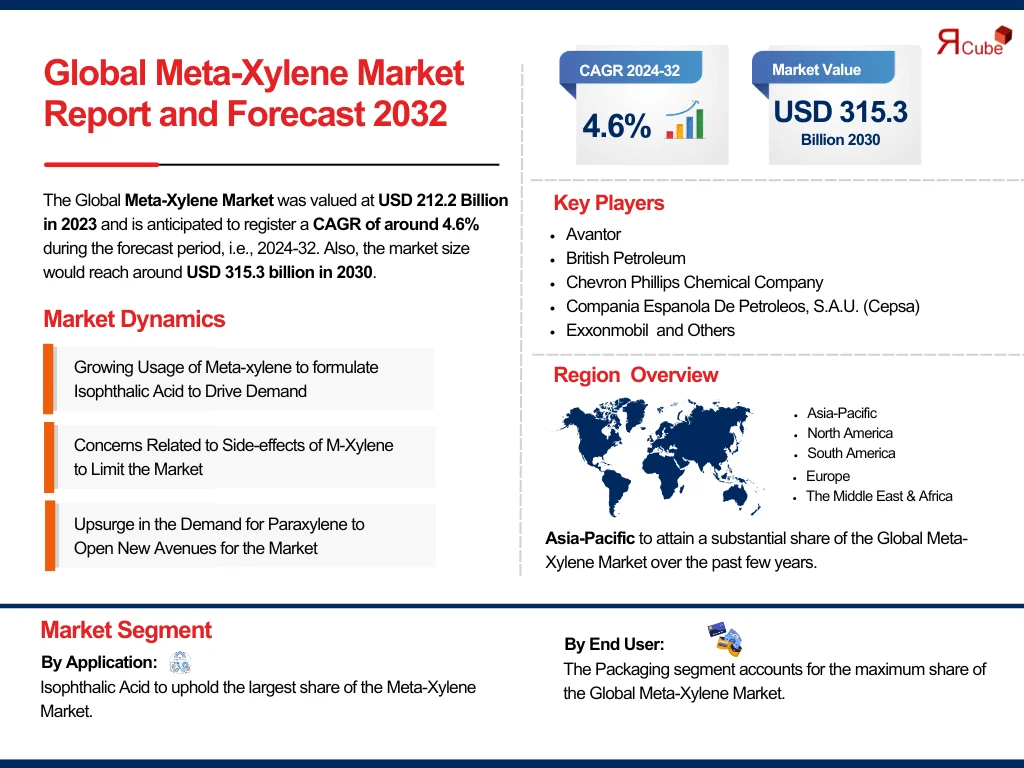 Global Meta-Xylene Market
Report and Forecast 2032
The Global Meta-Xylene Market was valued at USD 212.2 Billion
in 2023 and is anticipated to register a CAGR of around 4.6%
during the forecast period, i.e., 2024-32. Also, the market size
would reach around USD 315.3 billion in 2030.
Market Dynamics
Growing Usage of Meta-xylene to formulate
Isophthalic Acid to Drive Demand
Concerns Related to Side-effects of M-Xylene
to Limit the Market
Upsurge in the Demand for Paraxylene to
Open New Avenues for the Market
CAGR 2024-32
4.6%
Market Value
USD 315.3
Billion 2030
ЯCube
Key Players
• Avantor
• British Petroleum
• Chevron Phillips Chemical Company
• Compania Espanola De Petroleos, S.A.U. (Cepsa)
• Exxonmobil and Others
Region Overview
• Asia-Pacific
• North America
• South America
• Europe
• The Middle East & Africa
Asia-Pacific to attain a substantial share of the Global Meta-
Xylene Market over the past few years.
Market Segment
By Application:
Isophthalic Acid to uphold the largest share of the Meta-Xylene
Market.
By End User:
The Packaging segment accounts for the maximum share of
the Global Meta-Xylene Market.